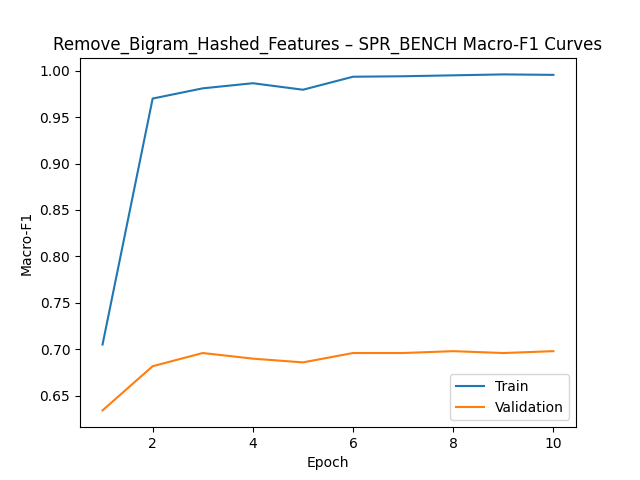 Remove_Bigram_Hashed_Features – SPR_BENCH Macro-F1 Curves
1.00
0.95
0.90
0.85
0.80
0.75
0.70
0.65
Macro-F1
2
4
6
8
10
Epoch
Train
Validation